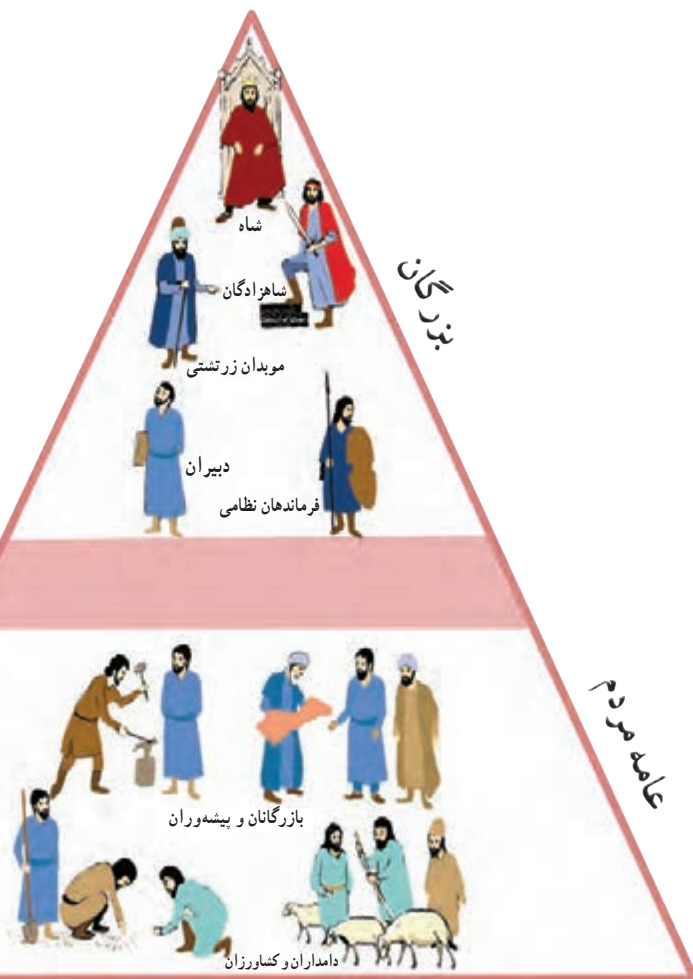 شاه
شاهزادگان
بزرگان
موبدان زرتشتی
دبیران
فرماندهان نظامی
عامه مردم
بازرگانان و پیشه‌وران
دامداران و کشاورزان